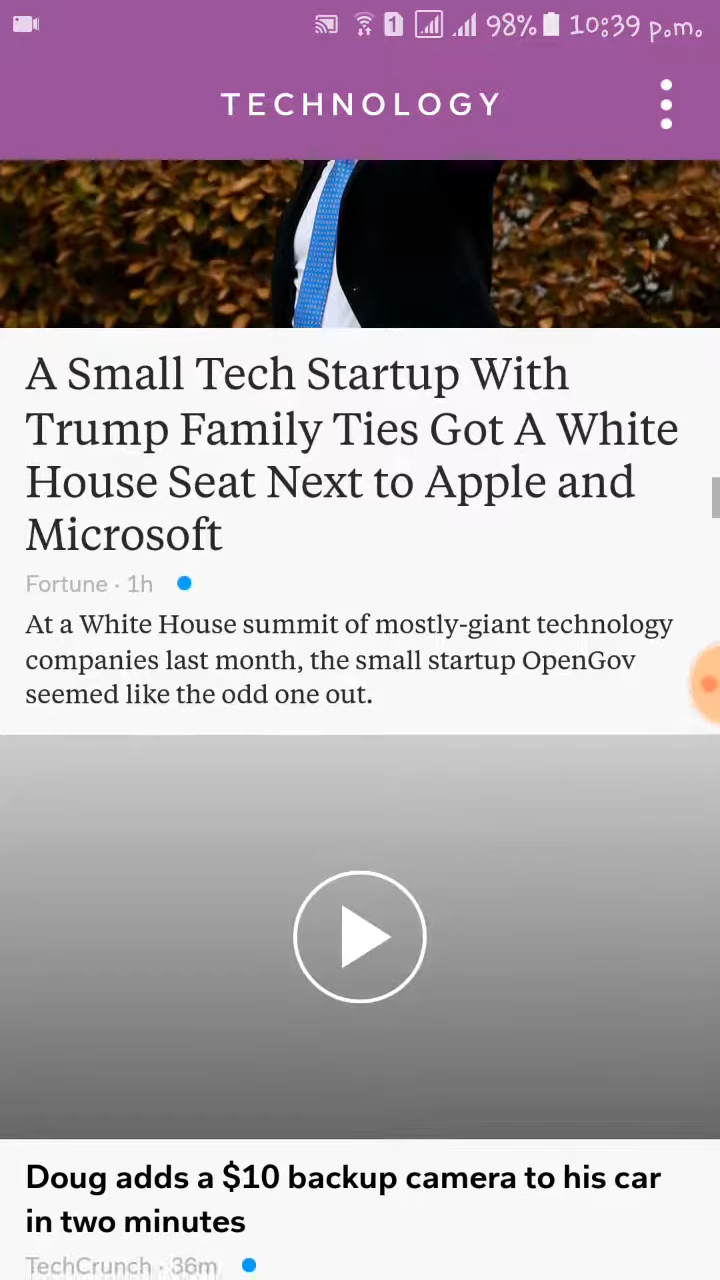 98% 10:39 p.m.
TECHNOLOGY
A Small Tech Startup With
Trump Family Ties Got A White
House Seat Next to Apple and
Microsoft
Fortune · 1h
At a White House summit of mostly-giant technology
companies last month, the small startup OpenGov
seemed like the odd one out.
Doug adds a $10 backup camera to his car
in two minutes
TechCrunch · 36m